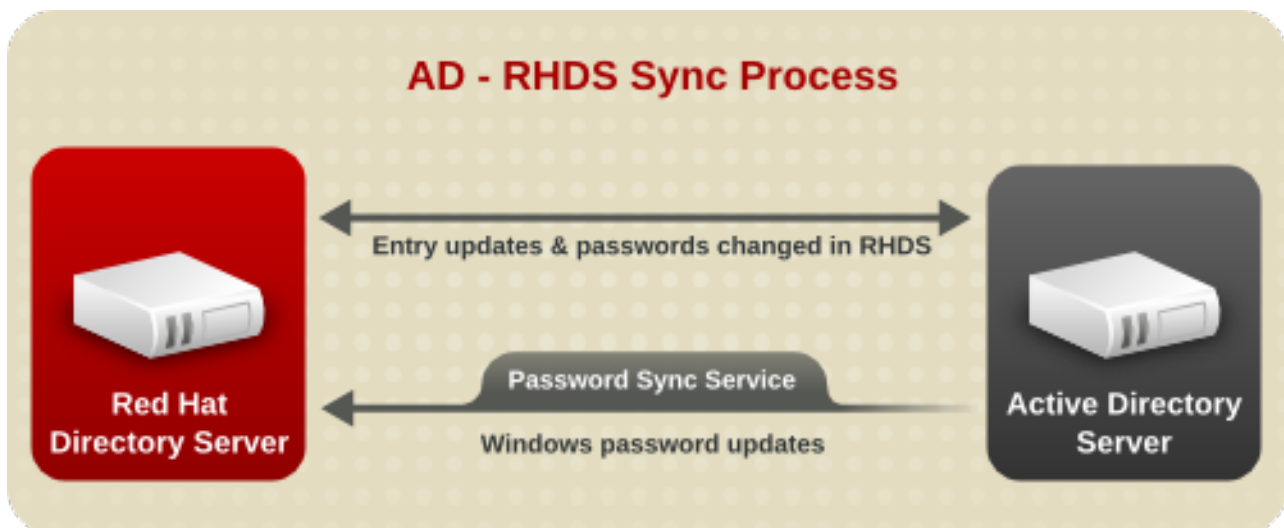 AD - RHDS Sync Process
Entry updates & passwords changed in RHDS
Password Sync Service
Windows password updates
Red Hat
Directory Server
Active Directory
Server